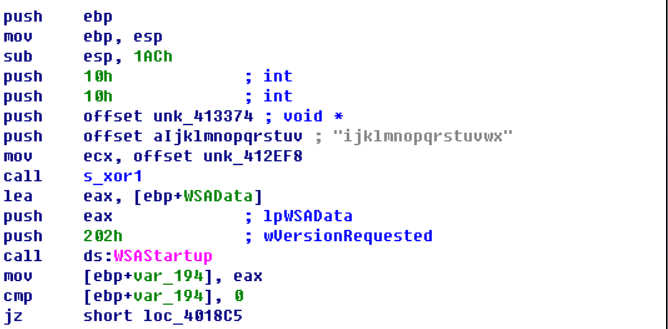 push ebp
mov ebp, esp
sub esp, 1ACh
push 10h ; int
push 10h ; int
push offset unk_413374 ; void *
push offset aIjklmnopqrstuv ; "ijklmnopqrstuvwx"
mov ecx, offset unk_412EF8
call s_xor1
lea eax, [ebp+WSAData]
push eax ; lpWSAData
push 202h ; wVersionRequested
call ds:WSAStartup
mov [ebp+var_194], eax
cmp [ebp+var_194], 0
jz short loc_4018C5